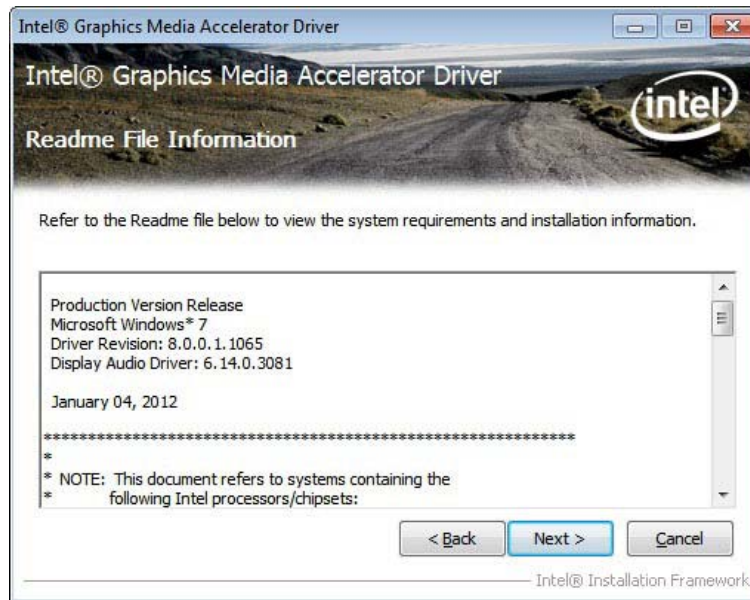 Intel® Graphics Media Accelerator Driver
Intel® Graphics Media Accelerator Driver
intel
Readme File Information
Refer to the Readme file below to view the system requirements and installation information.
Production Version Release
Microsoft Windows* 7
Driver Revision: 8.0.0.1.1065
Display Audio Driver: 6.14.0.3081
January 04, 2012
************************************************************
*
* NOTE: This document refers to systems containing the
* following Intel processors/chipsets:
< Back Next > Cancel
Intel® Installation Framework